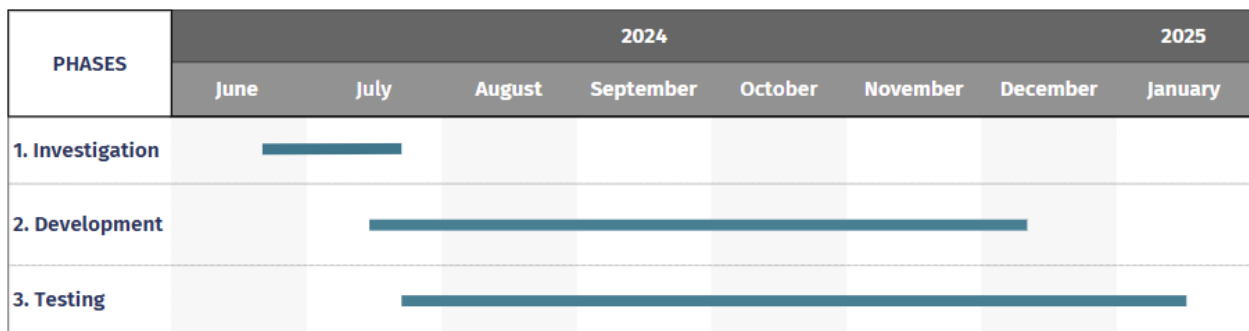 PHASES
2024 2025
June July August September October November December January
1. Investigation
2. Development
3. Testing